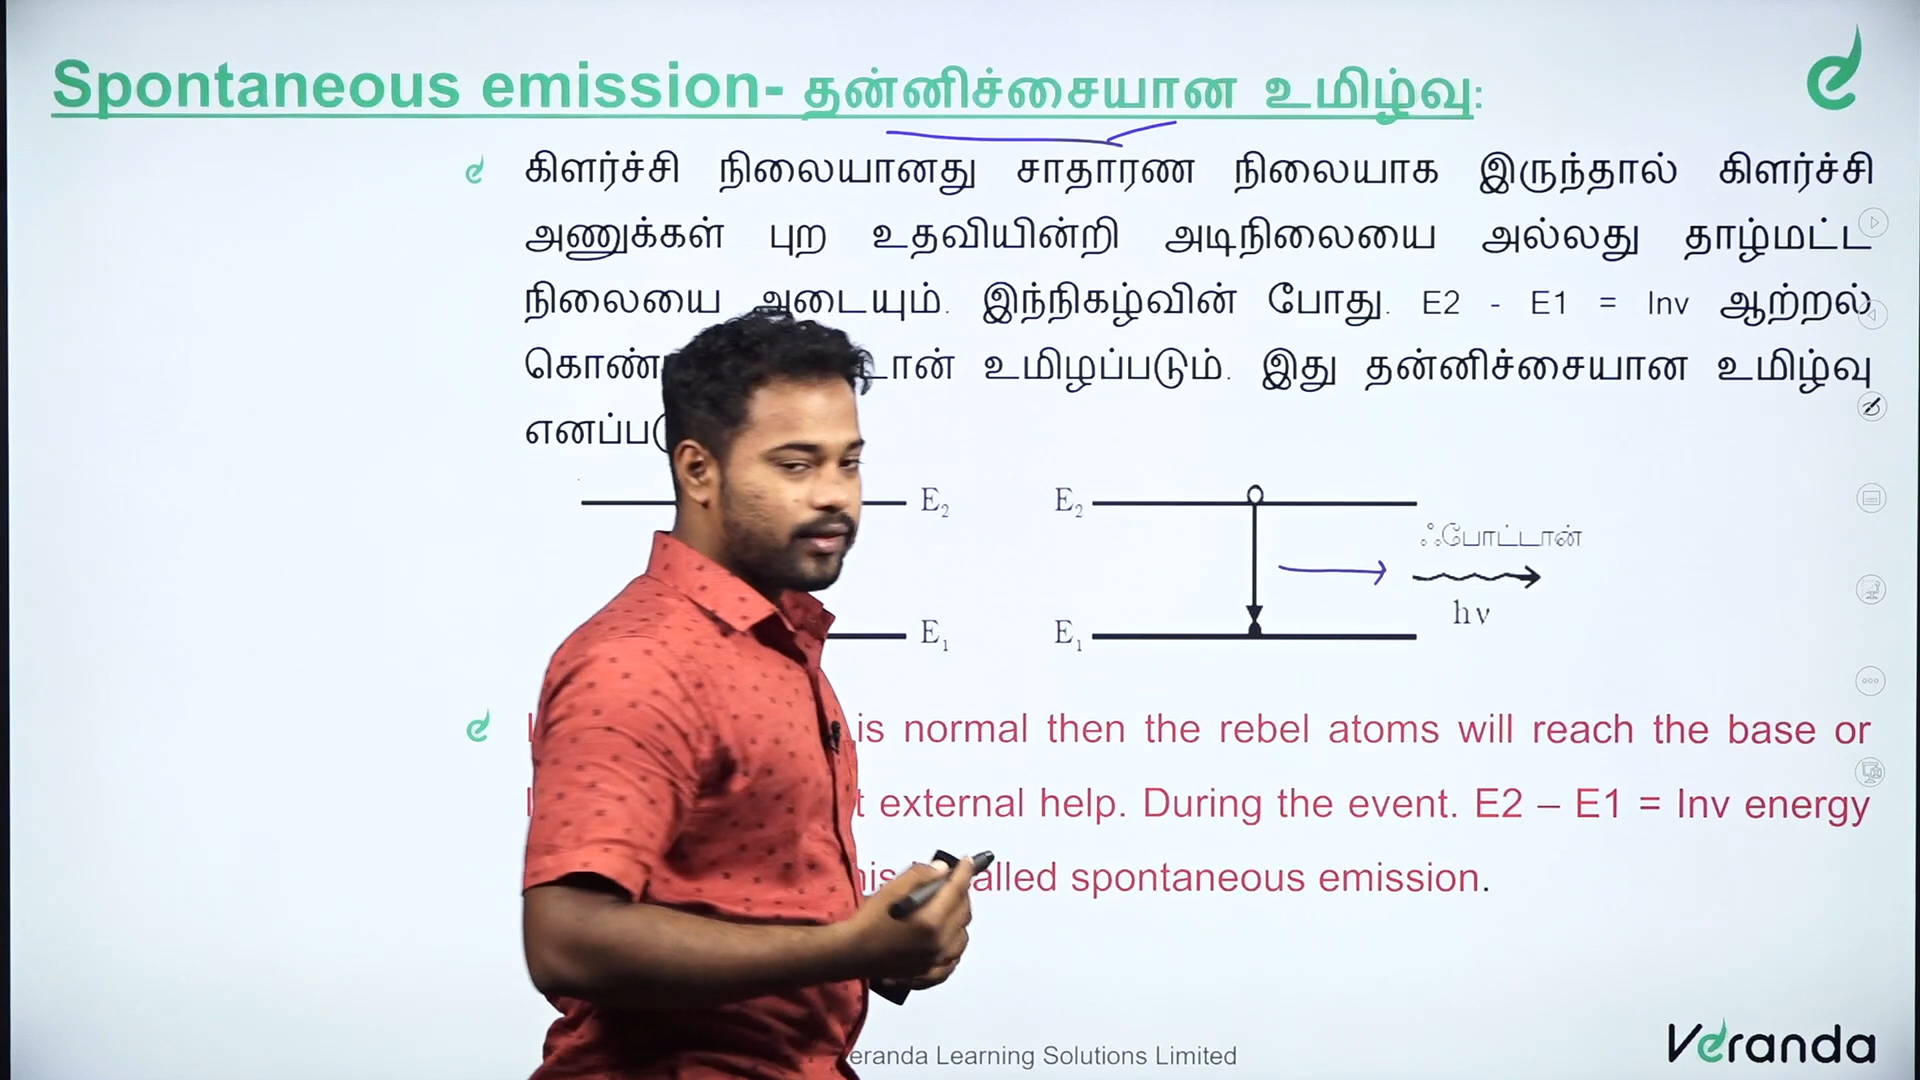 Spontaneous emission- தன்னிச்சையான உமிழ்வு:
கிளர்ச்சி நிலையானது சாதாரண நிலையாக இருந்தால் கிளர்ச்சி
அணுக்கள் புற உதவியின்றி அடிநிலையை அல்லது தாழ்மட்ட
நிலையை அடையும். இந்நிகழ்வின் போது. E2 - E1 = Inv ஆற்றல்
உமிழப்படும். இது தன்னிச்சையான உமிழ்வு
E₂ E₂
ஃபோட்டான்
hν
E₁ E₁
is normal then the rebel atoms will reach the base or
external help. During the event. E2 – E1 = Inv energy
spontaneous emission.
Learning Solutions Limited
Veranda